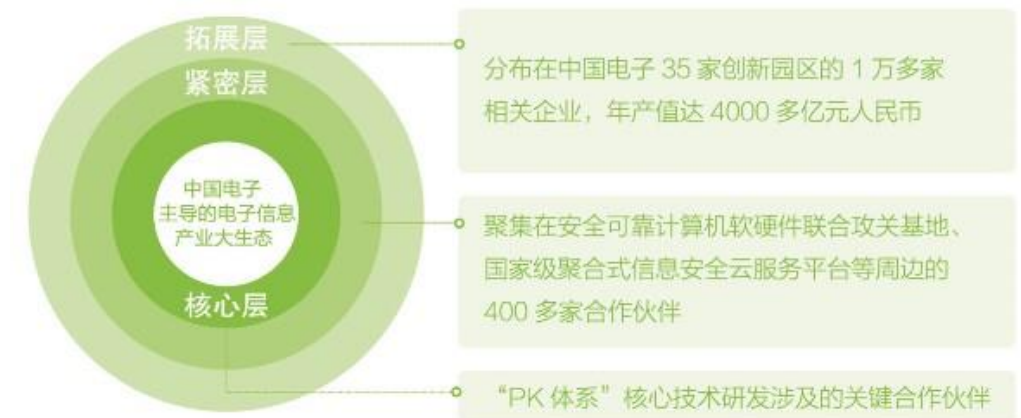 拓展层
紧密层
中国电子
主导的电子信息
产业大生态
核心层
分布在中国电子 35 家创新园区的 1 万多家
相关企业，年产值达 4000 多亿元人民币
聚集在安全可靠计算机软硬件联合攻关基地、
国家级聚合式信息安全云服务平台等周边的
400 多家合作伙伴
“PK 体系”核心技术研发涉及的关键合作伙伴